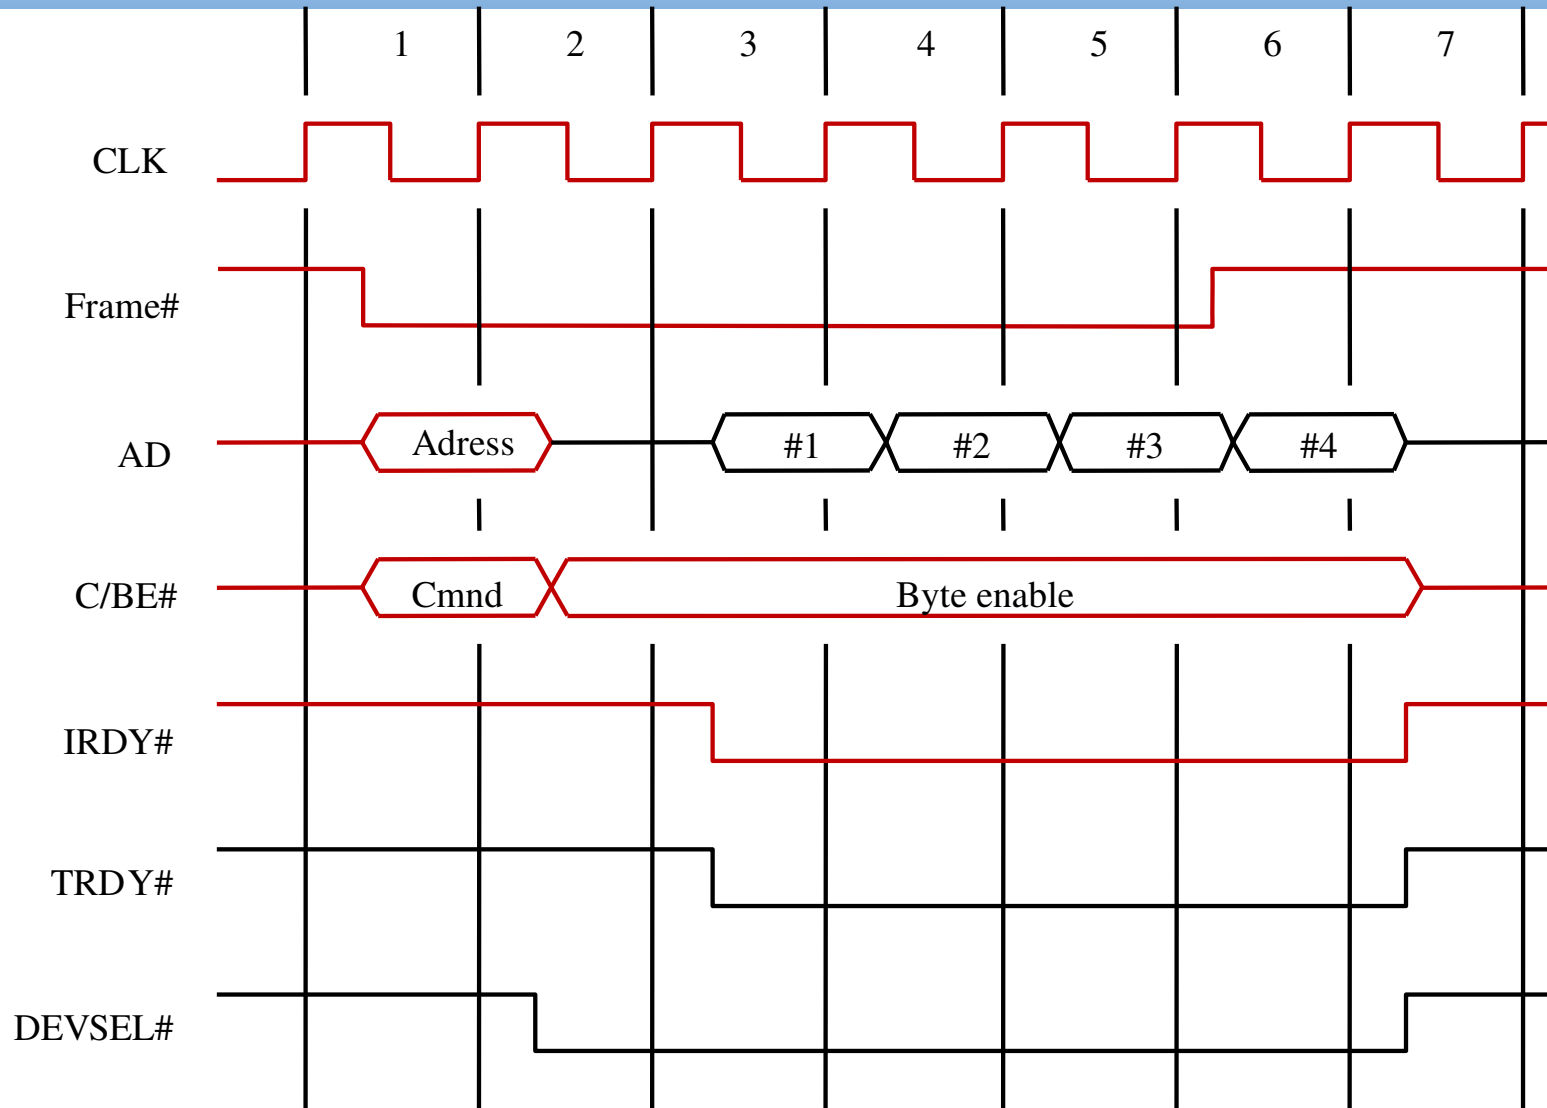 1 2 3 4 5 6 7
CLK
Frame#
AD Adress #1 #2 #3 #4
C/BE# Cmnd Byte enable
IRDY#
TRDY#
DEVSEL#